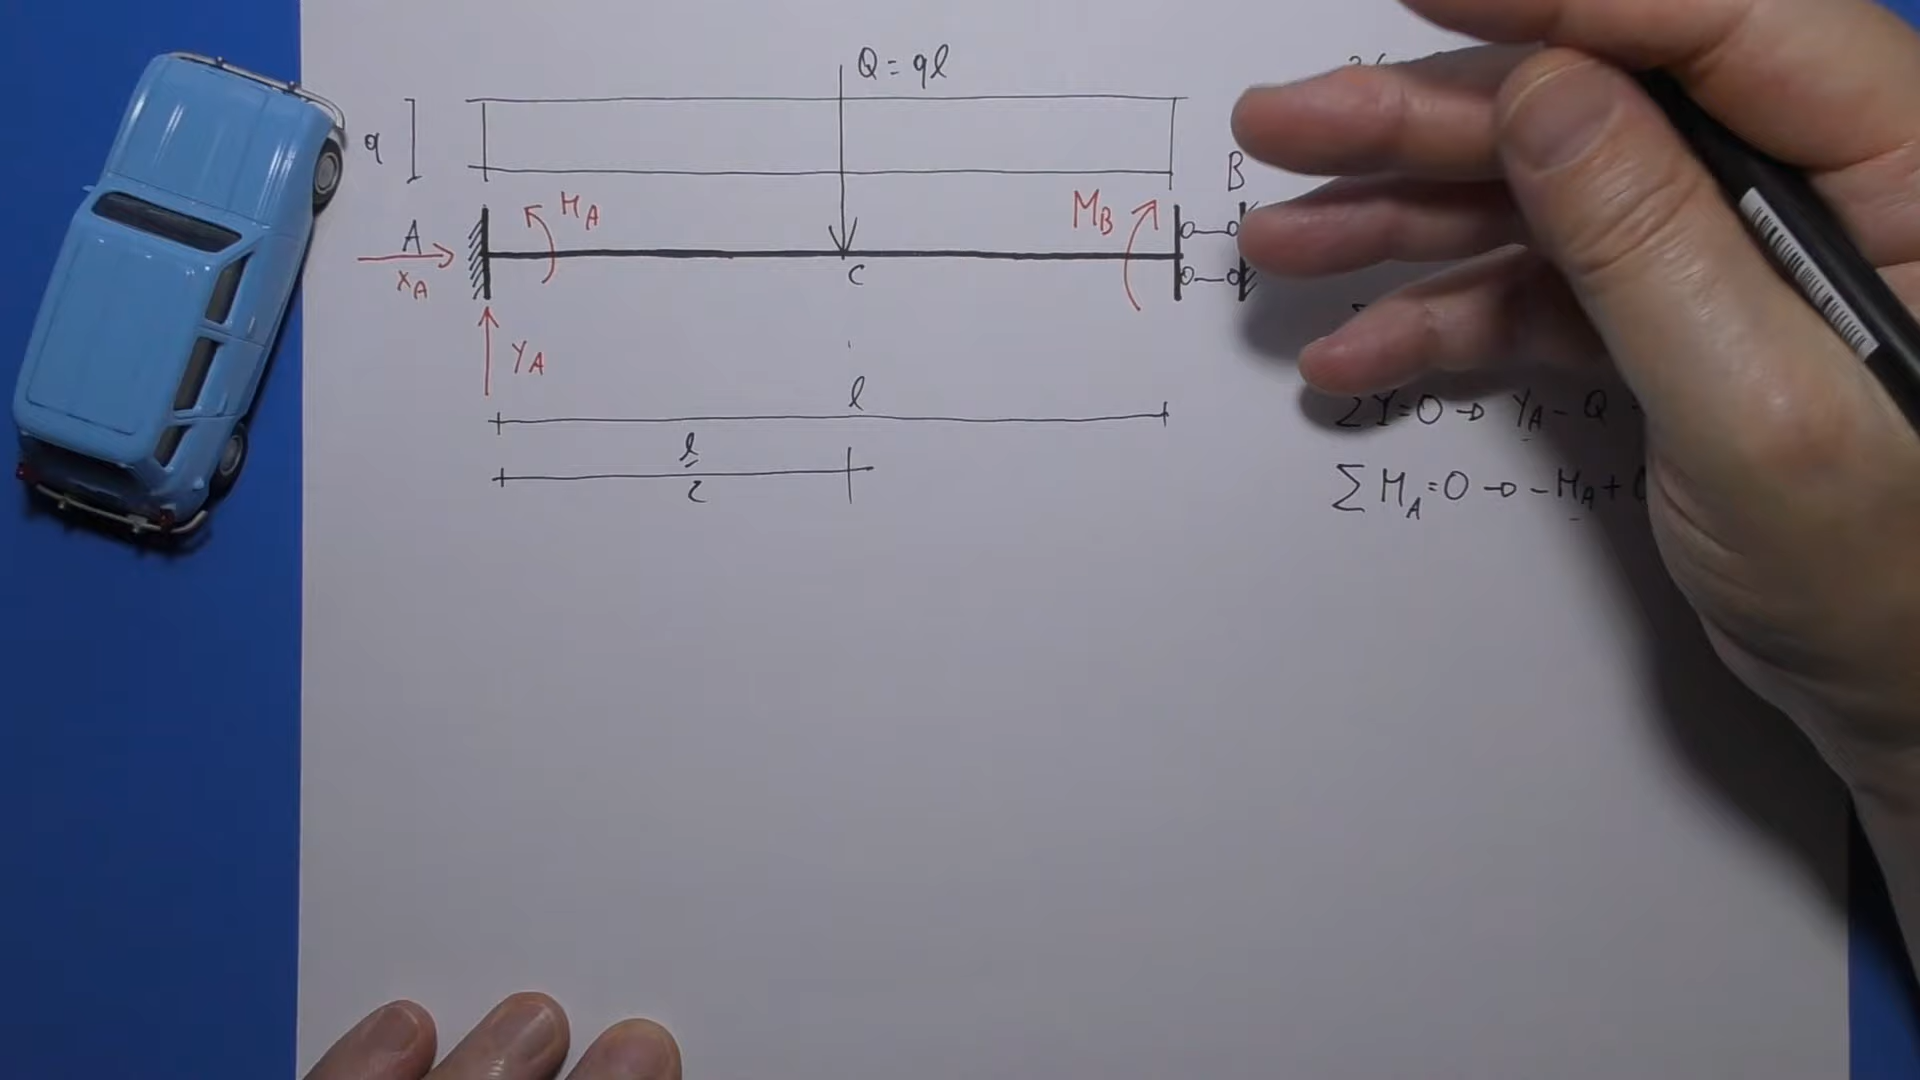 Q = ql
q
B
M_A
M_B
A
X_A
C
Y_A
l
l/2
ΣY=0 → Y_A - Q =
ΣM_A=0 → -M_A +